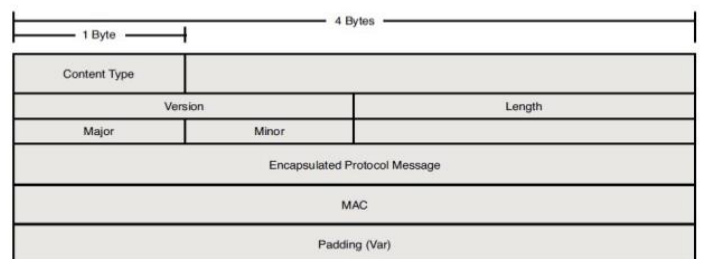 4 Bytes
1 Byte
Content Type
Version Length
Major Minor
Encapsulated Protocol Message
MAC
Padding (Var)